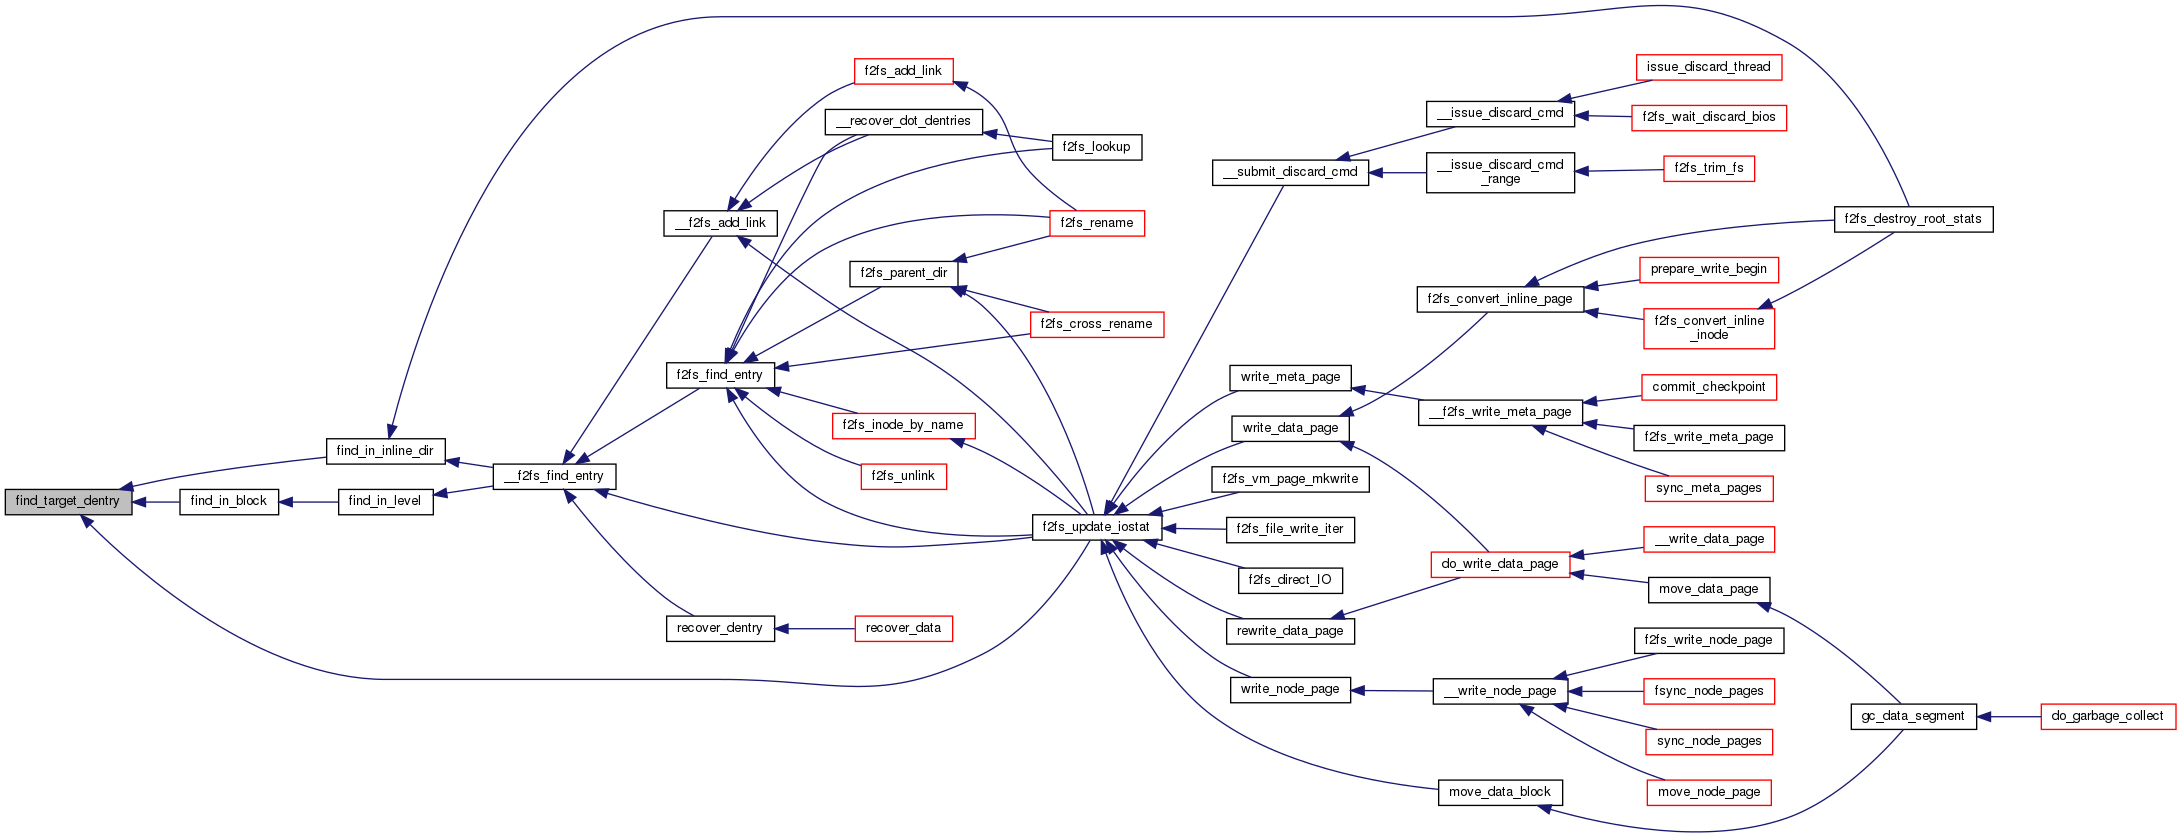 find_target_dentry
find_in_inline_dir
find_in_block
find_in_level
__f2fs_find_entry
__f2fs_add_link
f2fs_find_entry
recover_dentry
f2fs_add_link
__recover_dot_dentries
f2fs_parent_dir
f2fs_inode_by_name
f2fs_unlink
recover_data
f2fs_lookup
f2fs_rename
f2fs_cross_rename
f2fs_update_iostat
__submit_discard_cmd
write_meta_page
write_data_page
f2fs_vm_page_mkwrite
f2fs_file_write_iter
f2fs_direct_IO
rewrite_data_page
write_node_page
__issue_discard_cmd
__issue_discard_cmd
_range
f2fs_convert_inline_page
__f2fs_write_meta_page
do_write_data_page
__write_node_page
move_data_block
issue_discard_thread
f2fs_wait_discard_bios
f2fs_trim_fs
prepare_write_begin
f2fs_convert_inline
_inode
commit_checkpoint
f2fs_write_meta_page
sync_meta_pages
__write_data_page
move_data_page
f2fs_write_node_page
fsync_node_pages
sync_node_pages
move_node_page
f2fs_destroy_root_stats
gc_data_segment
do_garbage_collect